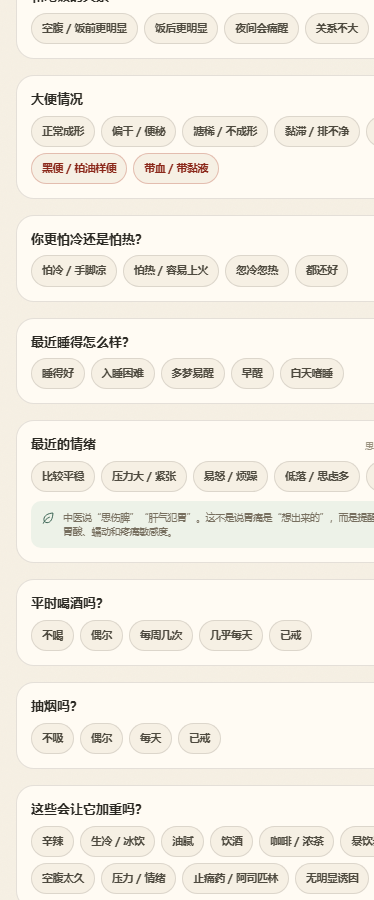 空腹 / 饭前更明显
饭后更明显
夜间会痛醒
关系不大
大便情况
正常成形
偏干 / 便秘
溏稀 / 不成形
黏滞 / 排不净
黑便 / 柏油样便
带血 / 带黏液
你更怕冷还是怕热？
怕冷 / 手脚凉
怕热 / 容易上火
忽冷忽热
都还好
最近睡得怎么样？
睡得好
入睡困难
多梦易醒
早醒
白天嗜睡
最近的情绪
比较平稳
压力大 / 紧张
易怒 / 烦躁
低落 / 思虑多
中医说“思伤脾”“肝气犯胃”。这不是说胃痛是“想出来的”，而是提醒
胃酸、蠕动和疼痛敏感度。
平时喝酒吗？
不喝
偶尔
每周几次
几乎每天
已戒
抽烟吗？
不吸
偶尔
每天
已戒
这些会让它加重吗？
辛辣
生冷 / 冰饮
油腻
饮酒
咖啡 / 浓茶
暴饮
空腹太久
压力 / 情绪
止痛药 / 阿司匹林
无明显诱因